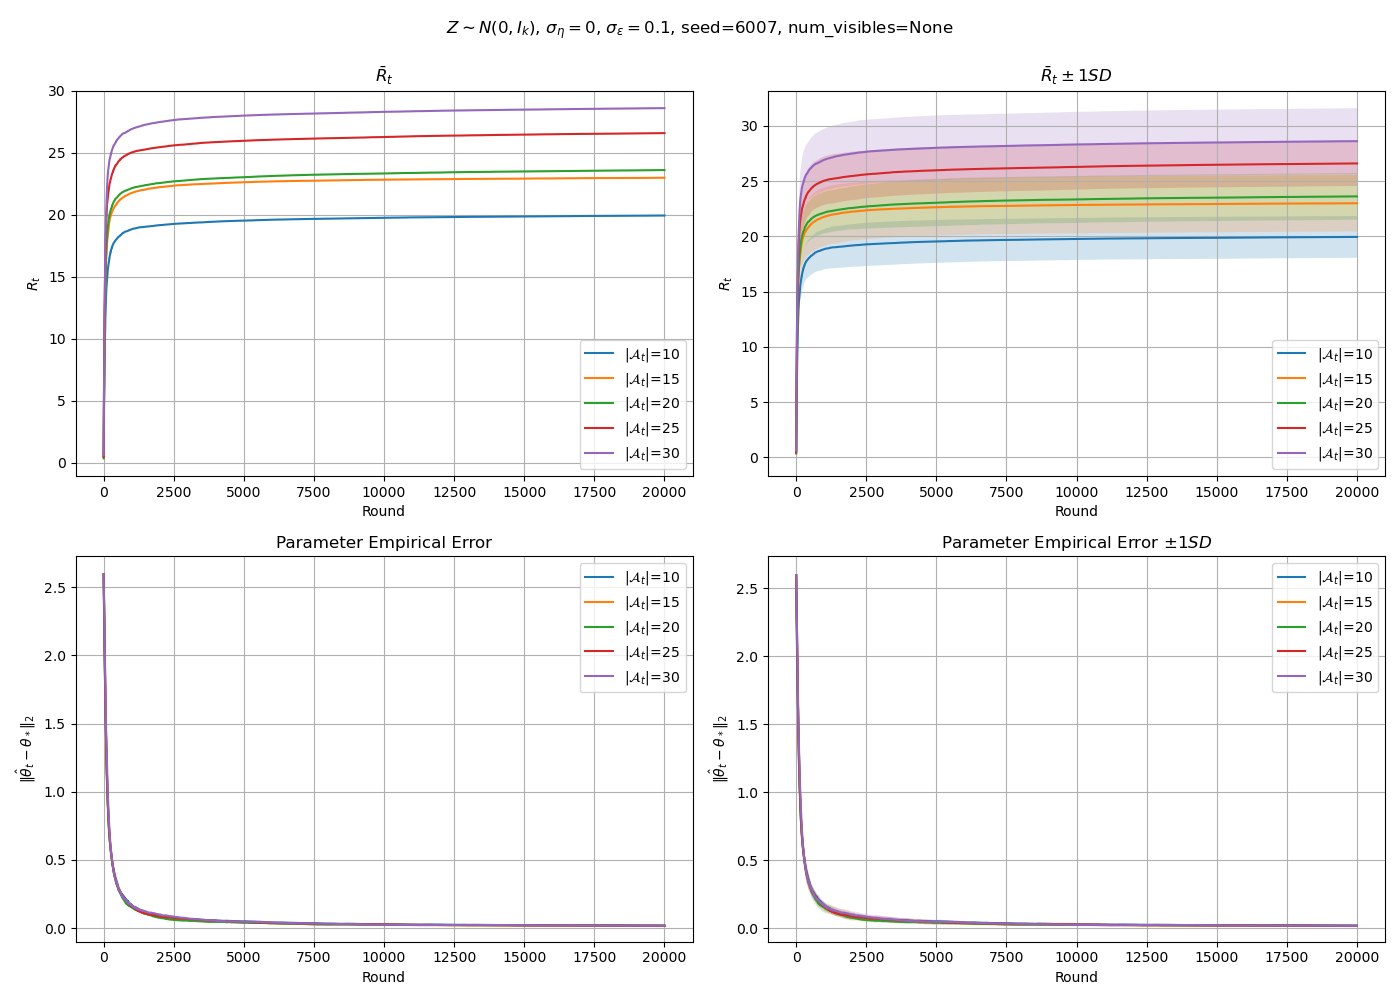 Z ∼ N(0, I_k), σ_η = 0, σ_ε = 0.1, seed=6007, num_visibles=None
R̄_t
R_t
30
25
20
15
10
5
0
0 2500 5000 7500 10000 12500 15000 17500 20000
Round
|𝒜_t|=10
|𝒜_t|=15
|𝒜_t|=20
|𝒜_t|=25
|𝒜_t|=30
R̄_t ± 1SD
R_t
30
25
20
15
10
5
0
0 2500 5000 7500 10000 12500 15000 17500 20000
Round
|𝒜_t|=10
|𝒜_t|=15
|𝒜_t|=20
|𝒜_t|=25
|𝒜_t|=30
Parameter Empirical Error
‖θ̂_t − θ_*‖₂
2.5
2.0
1.5
1.0
0.5
0.0
0 2500 5000 7500 10000 12500 15000 17500 20000
Round
|𝒜_t|=10
|𝒜_t|=15
|𝒜_t|=20
|𝒜_t|=25
|𝒜_t|=30
Parameter Empirical Error ±1SD
‖θ̂_t − θ_*‖₂
2.5
2.0
1.5
1.0
0.5
0.0
0 2500 5000 7500 10000 12500 15000 17500 20000
Round
|𝒜_t|=10
|𝒜_t|=15
|𝒜_t|=20
|𝒜_t|=25
|𝒜_t|=30